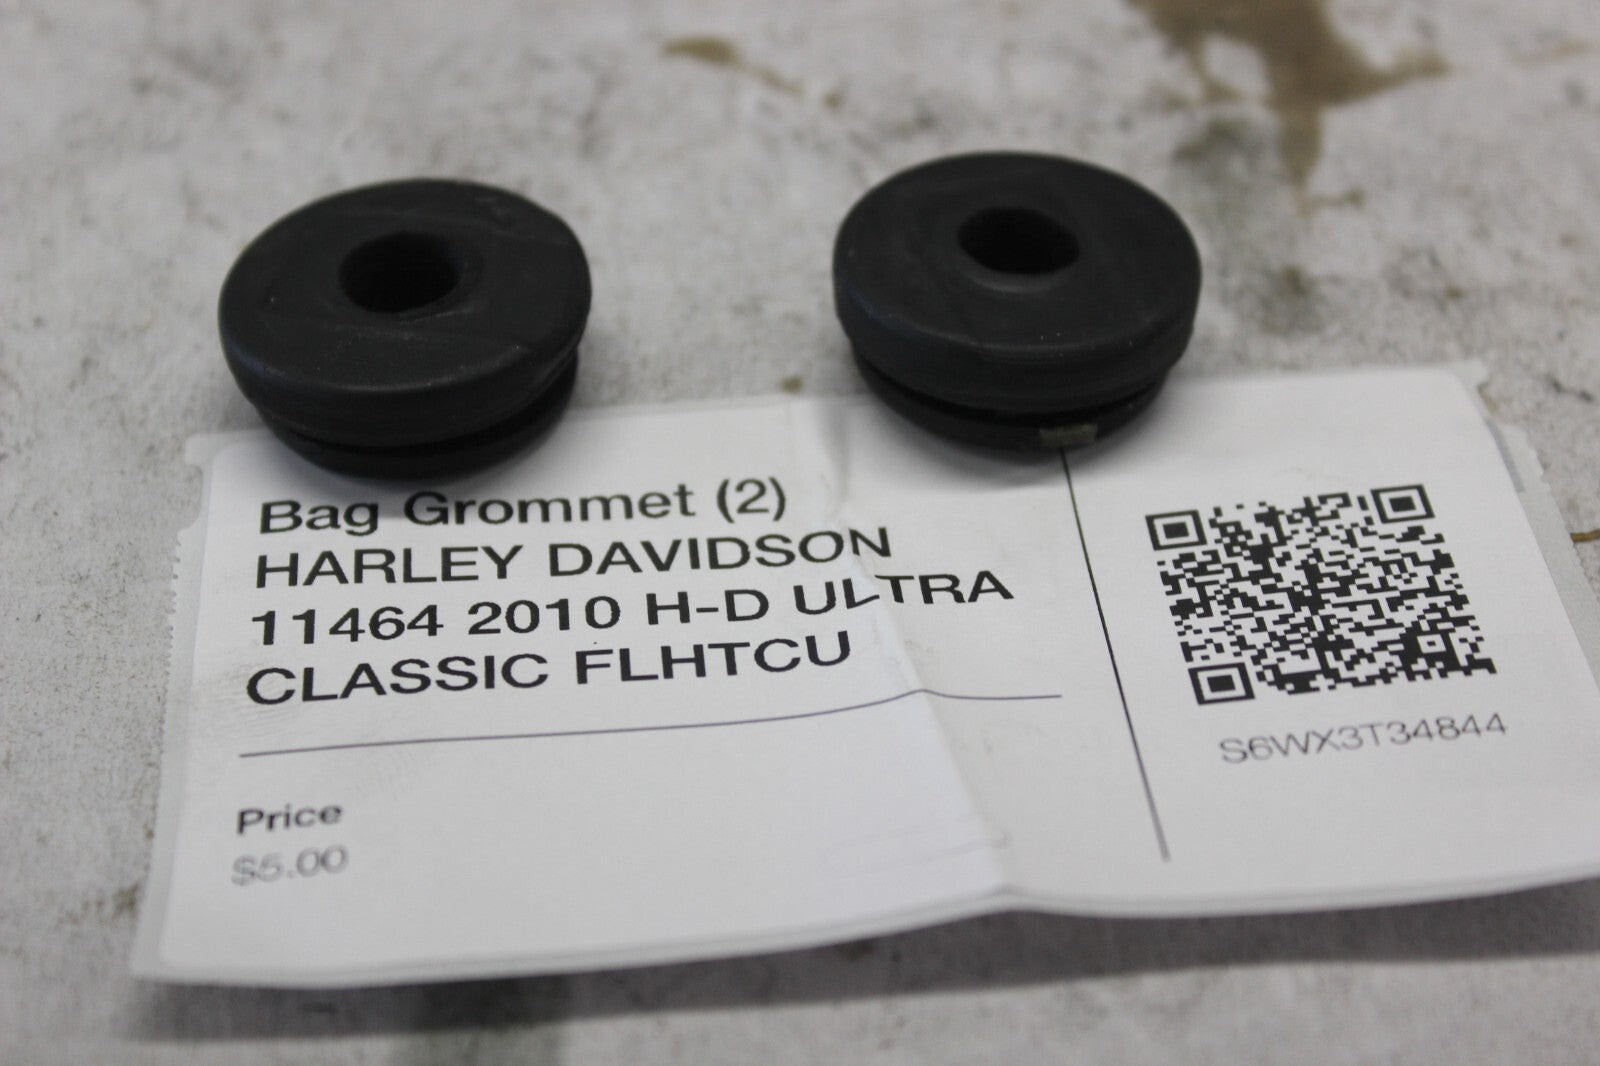 Bag Grommet (2)
HARLEY DAVIDSON
11464 2010 H-D ULTRA
CLASSIC FLHTCU
Price
$5.00
S6WX3T34844